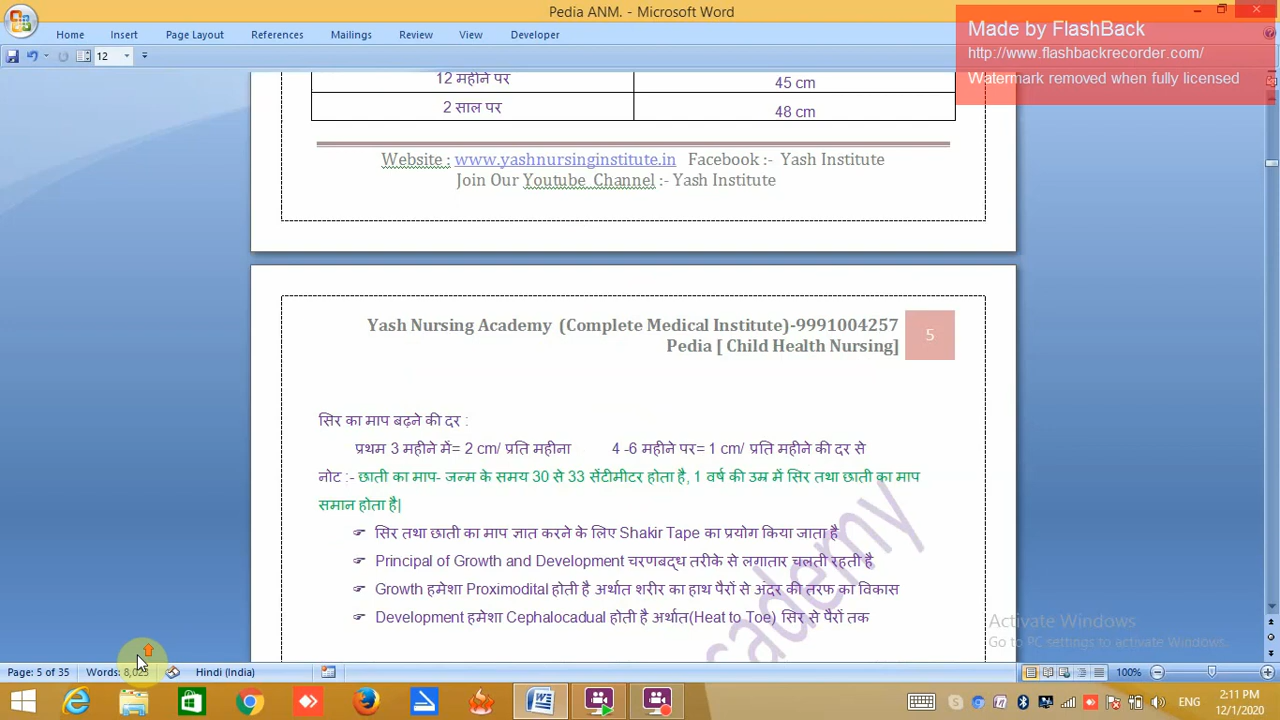 Pedia ANM. - Microsoft Word
Made by FlashBack
http://www.flashbackrecorder.com/
Watermark removed when fully licensed
Home Insert Page Layout References Mailings Review View Developer
12
12 महीने पर 45 cm
2 साल पर 48 cm
Website : www.yashnursinginstitute.in Facebook :- Yash Institute
Join Our Youtube Channel :- Yash Institute
Yash Nursing Academy (Complete Medical Institute)-9991004257
Pedia [ Child Health Nursing]
5
सिर का माप बढ़ने की दर :
प्रथम 3 महीने में= 2 cm/ प्रति महीना 4 -6 महीने पर= 1 cm/ प्रति महीने की दर से
नोट :- छाती का माप- जन्म के समय 30 से 33 सेंटीमीटर होता है, 1 वर्ष की उम्र में सिर तथा छाती का माप
समान होता है|
सिर तथा छाती का माप ज्ञात करने के लिए Shakir Tape का प्रयोग किया जाता है
Principal of Growth and Development चरणबद्ध तरीके से लगातार चलती रहती है
Growth हमेशा Proximodital होती है अर्थात शरीर का हाथ पैरों से अंदर की तरफ का विकास
Development हमेशा Cephalocadual होती है अर्थात(Heat to Toe) सिर से पैरों तक
cademy
Activate Windows
Go to PC settings to activate Windows.
Page: 5 of 35 Words: 8,023 Hindi (India) 100%
ENG
2:11 PM
12/1/2020